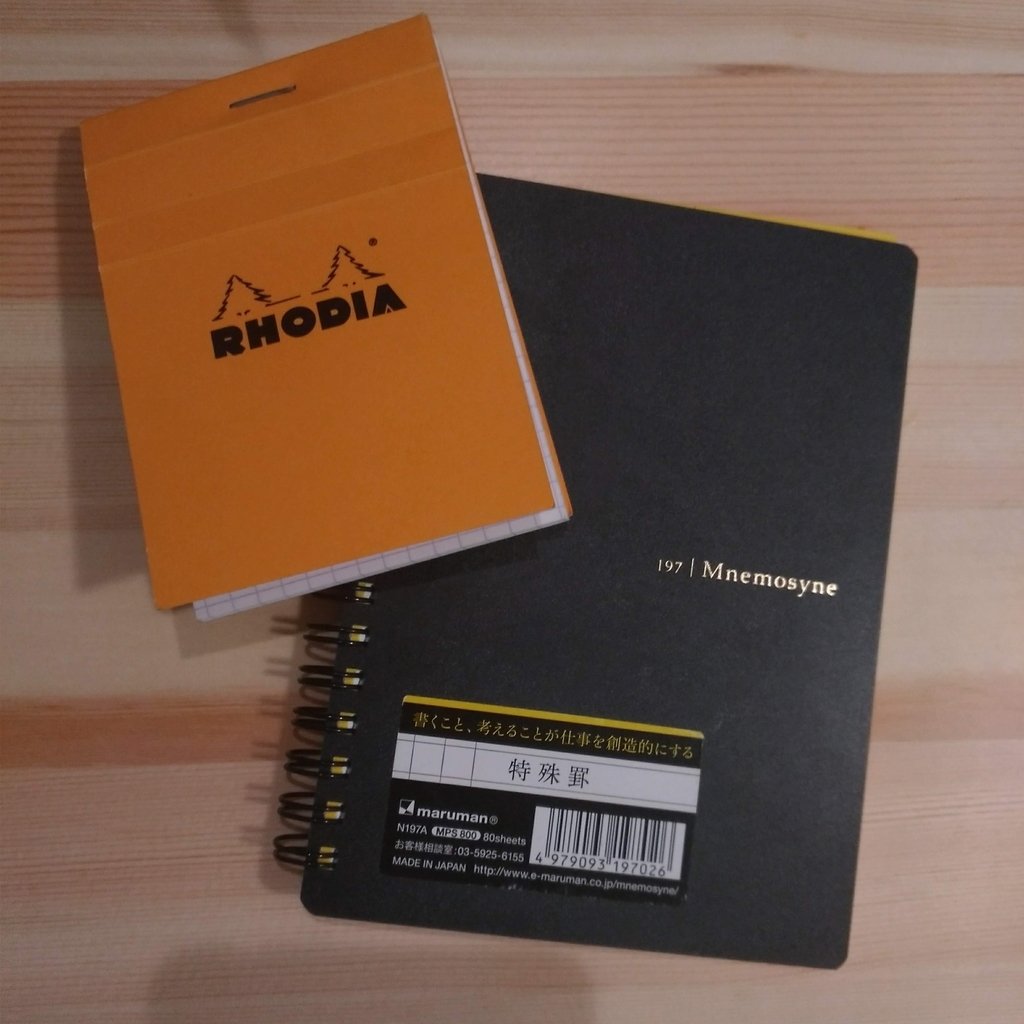 RHODIA®
197 | Mnemosyne
書くこと、考えることが仕事を創造的にする
特殊罫
maruman®
N197A MPS 800 80sheets
お客様相談室:03-5925-6155
MADE IN JAPAN http://www.e-maruman.co.jp/mnemosyne/
4 979093 197026